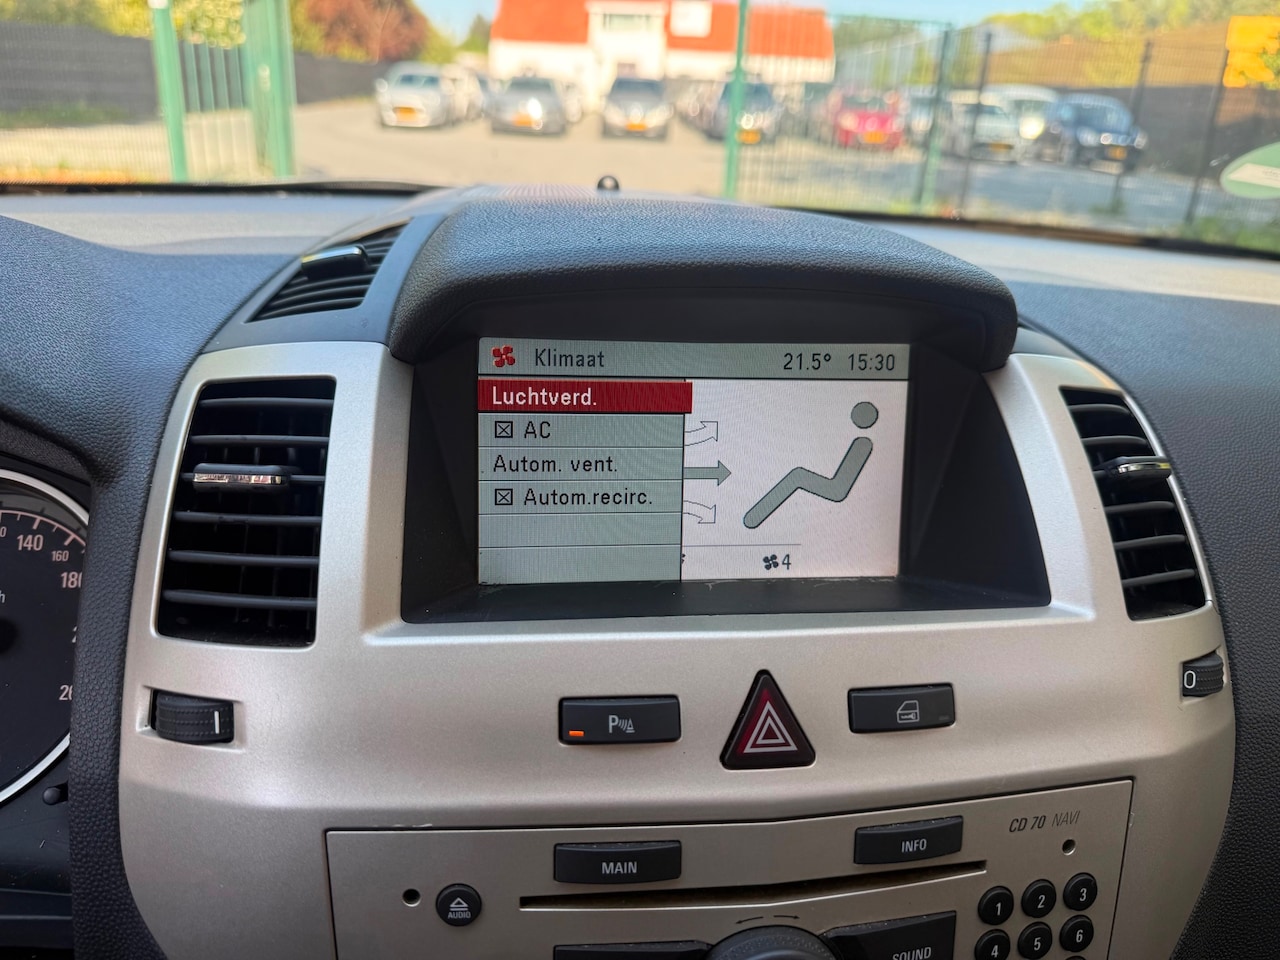 Klimaat 21.5° 15:30
Luchtverd.
AC
Autom. vent.
Autom.recirc.
4
140
160
180
P
CD 70 NAVI
MAIN
INFO
AUDIO
1 2 3
4 5 6
SOUND